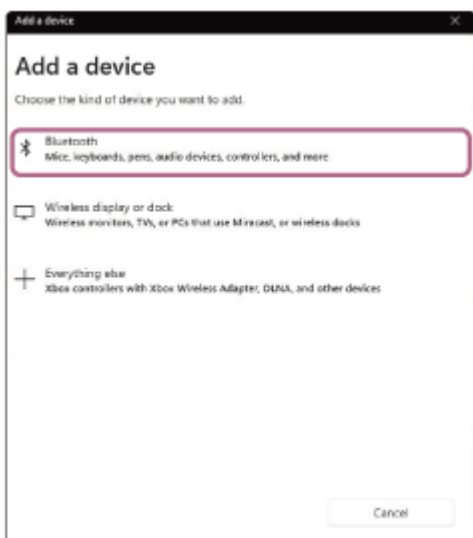 Add a device
Add a device
Choose the kind of device you want to add.
Bluetooth
Mice, keyboards, pens, audio devices, controllers, and more
Wireless display or dock
Wireless monitors, TVs, or PCs that use Miracast, or wireless docks
Everything else
Xbox controllers with Xbox Wireless Adapter, DLNA, and other devices
Cancel